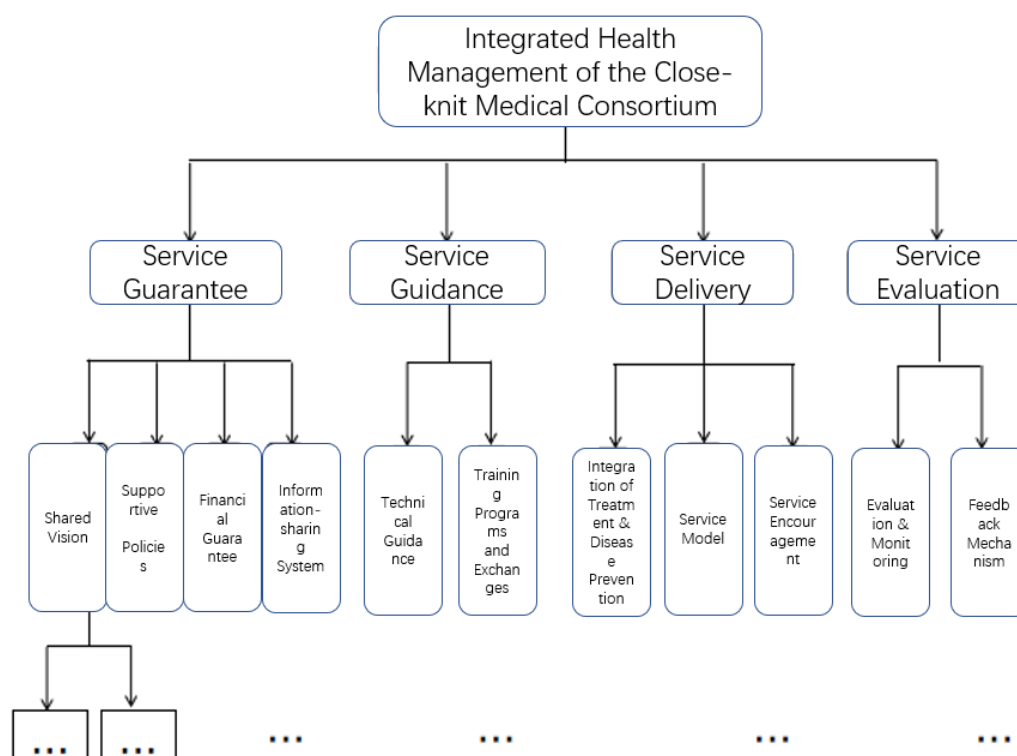 Integrated Health
Management of the Close-
knit Medical Consortium
Service
Guarantee
Service
Guidance
Service
Delivery
Service
Evaluation
Shared
Vision
Suppo
rtive
Policie
s
Financi
al
Guara
ntee
Inform
ation-
sharin
g
System
Techni
cal
Guida
nce
Trainin
g
Progra
ms
and
Exchan
ges
Integra
tion of
Treatm
ent &
Diseas
e
Preven
tion
Service
Model
Service
Encour
ageme
nt
Evaluat
ion &
Monit
oring
Feedb
ack
Mecha
nism
...
...
...
...
...
...